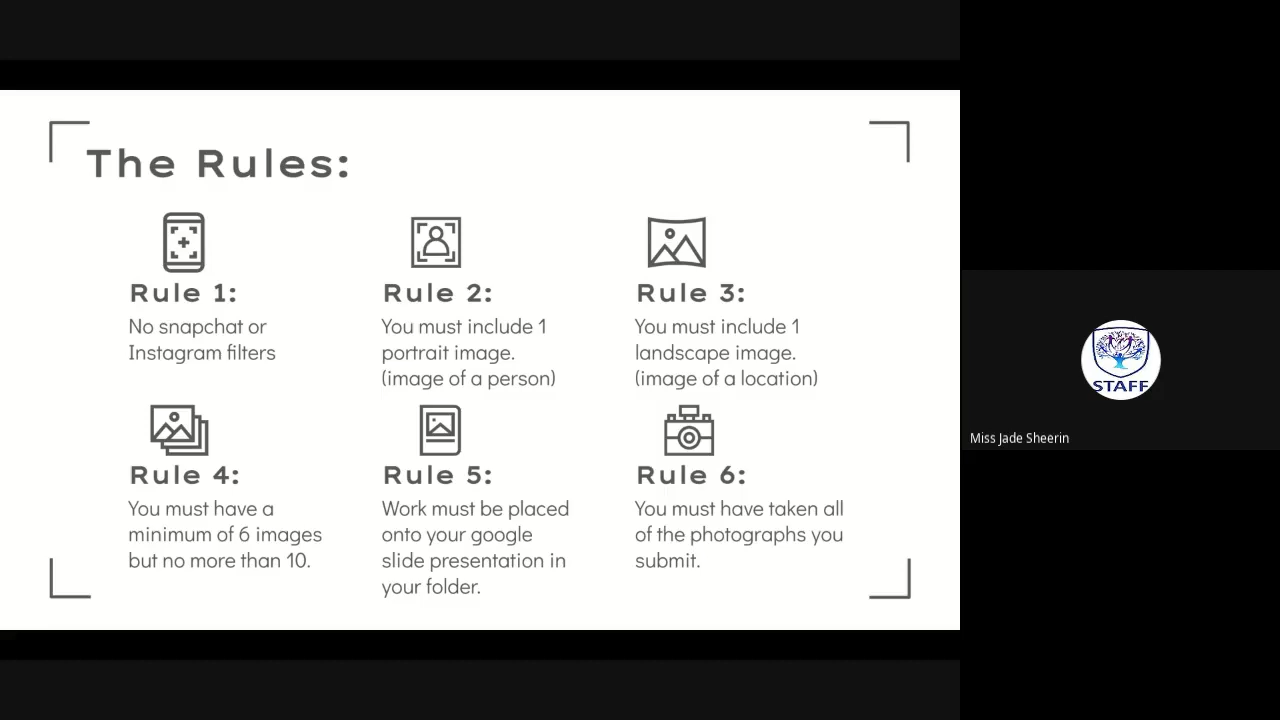 The Rules:
Rule 1:
No snapchat or
Instagram filters
Rule 2:
You must include 1
portrait image.
(image of a person)
Rule 3:
You must include 1
landscape image.
(image of a location)
Rule 4:
You must have a
minimum of 6 images
but no more than 10.
Rule 5:
Work must be placed
onto your google
slide presentation in
your folder.
Rule 6:
You must have taken all
of the photographs you
submit.
STAFF
Miss Jade Sheerin